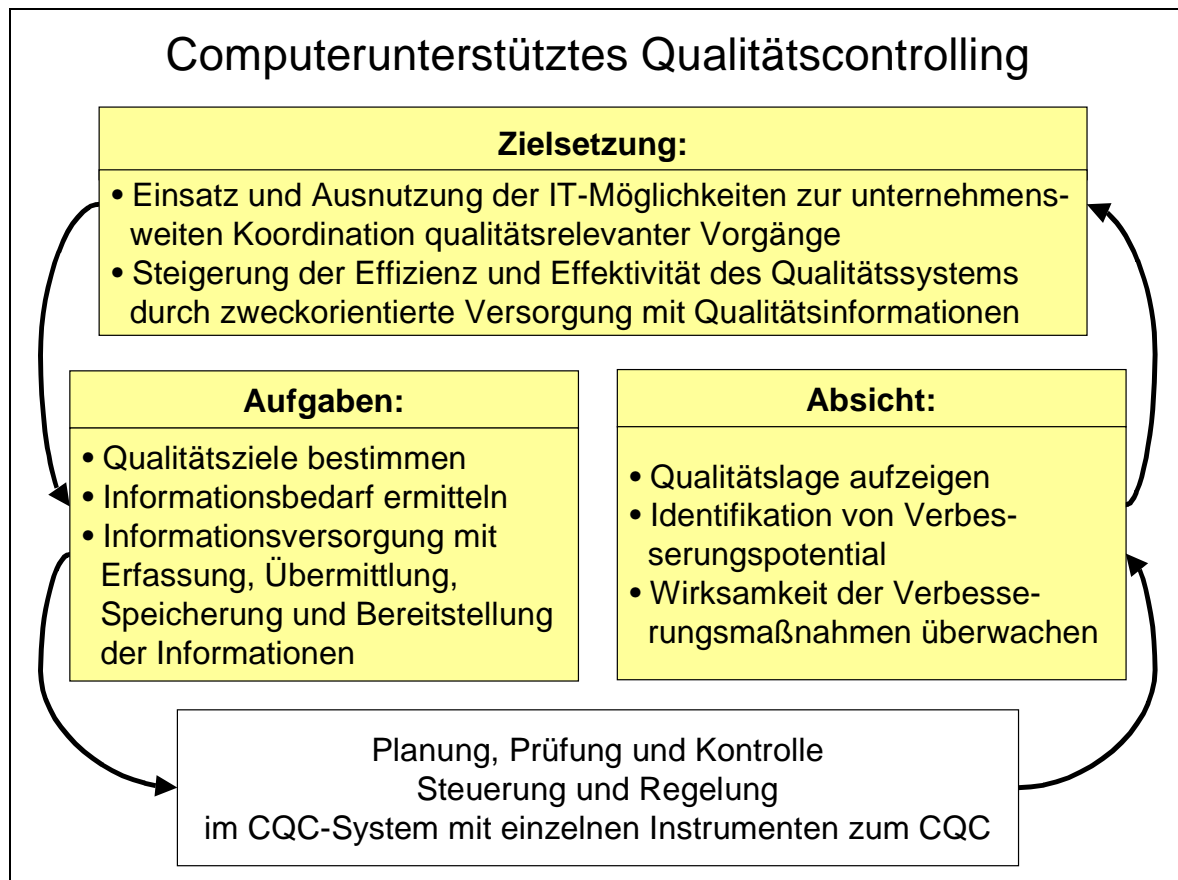 Computerunterstütztes Qualitätscontrolling
Zielsetzung:
• Einsatz und Ausnutzung der IT-Möglichkeiten zur unternehmens-
weiten Koordination qualitätsrelevanter Vorgänge
• Steigerung der Effizienz und Effektivität des Qualitätssystems
durch zweckorientierte Versorgung mit Qualitätsinformationen
Aufgaben:
• Qualitätsziele bestimmen
• Informationsbedarf ermitteln
• Informationsversorgung mit
Erfassung, Übermittlung,
Speicherung und Bereitstellung
der Informationen
Absicht:
• Qualitätslage aufzeigen
• Identifikation von Verbes-
serungspotential
• Wirksamkeit der Verbesse-
rungsmaßnahmen überwachen
Planung, Prüfung und Kontrolle
Steuerung und Regelung
im CQC-System mit einzelnen Instrumenten zum CQC